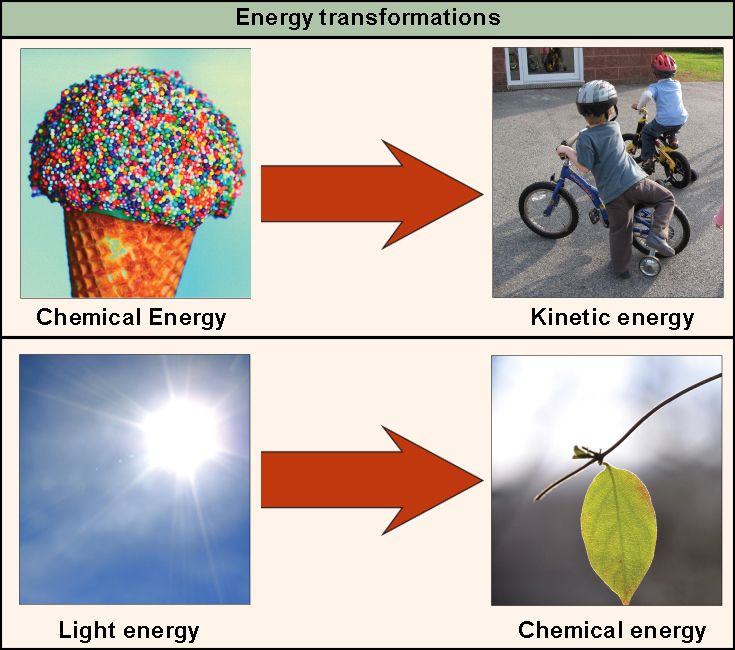 Energy transformations
Chemical Energy
Kinetic energy
Light energy
Chemical energy